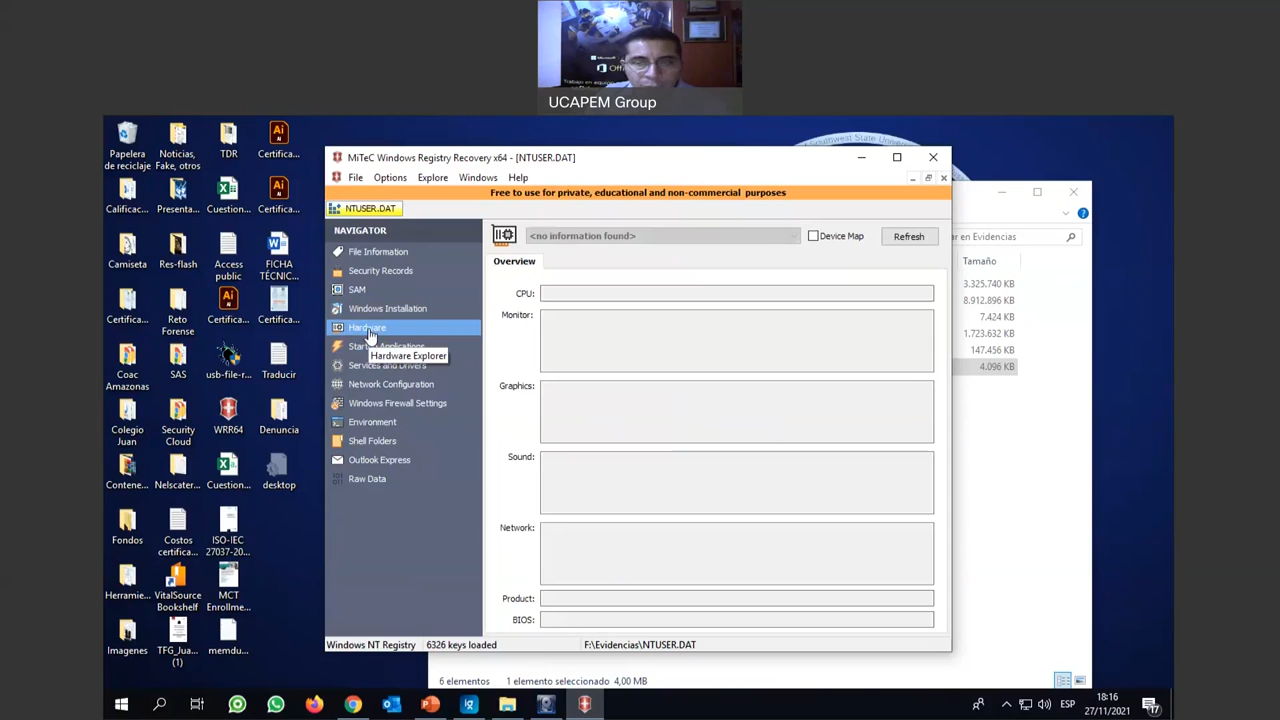 UCAPEM Group
Papelera de reciclaje
Noticias, Fake, otros
TDR
Certifica...
Calificac...
Presenta...
Cuestion...
Certifica...
Camiseta
Res-flash
Access public
FICHA TÉCNIC...
Certifica...
Reto Forense
Certifica...
Certifica...
Coac Amazonas
SAS
usb-file-r...
Traducir
Colegio Juan
Security Cloud
WRR64
Denuncia
Contene...
Nelscater...
Cuestion...
desktop
Fondos
Costos certifica...
ISO-IEC 27037-20...
Herramie...
VitalSource Bookshelf
MCT Enrollme...
Imagenes
TFG_Jua... (1)
memdu...
MiTeC Windows Registry Recovery x64 - [NTUSER.DAT]
File Options Explore Windows Help
Free to use for private, educational and non-commercial purposes
NTUSER.DAT
NAVIGATOR
File Information
Security Records
SAM
Windows Installation
Hardware
Hardware Explorer
Services and Drivers
Network Configuration
Windows Firewall Settings
Environment
Shell Folders
Outlook Express
Raw Data
<no information found>
Device Map
Refresh
Overview
CPU:
Monitor:
Graphics:
Sound:
Network:
Product:
BIOS:
Windows NT Registry 6326 keys loaded F:\Evidencias\NTUSER.DAT
Southwest State Un
ar en Evidencias
Tamaño
3.325.740 KB
8.912.896 KB
7.424 KB
1.723.632 KB
147.456 KB
4.096 KB
6 elementos 1 elemento seleccionado 4,00 MB
ESP
18:16
27/11/2021
17